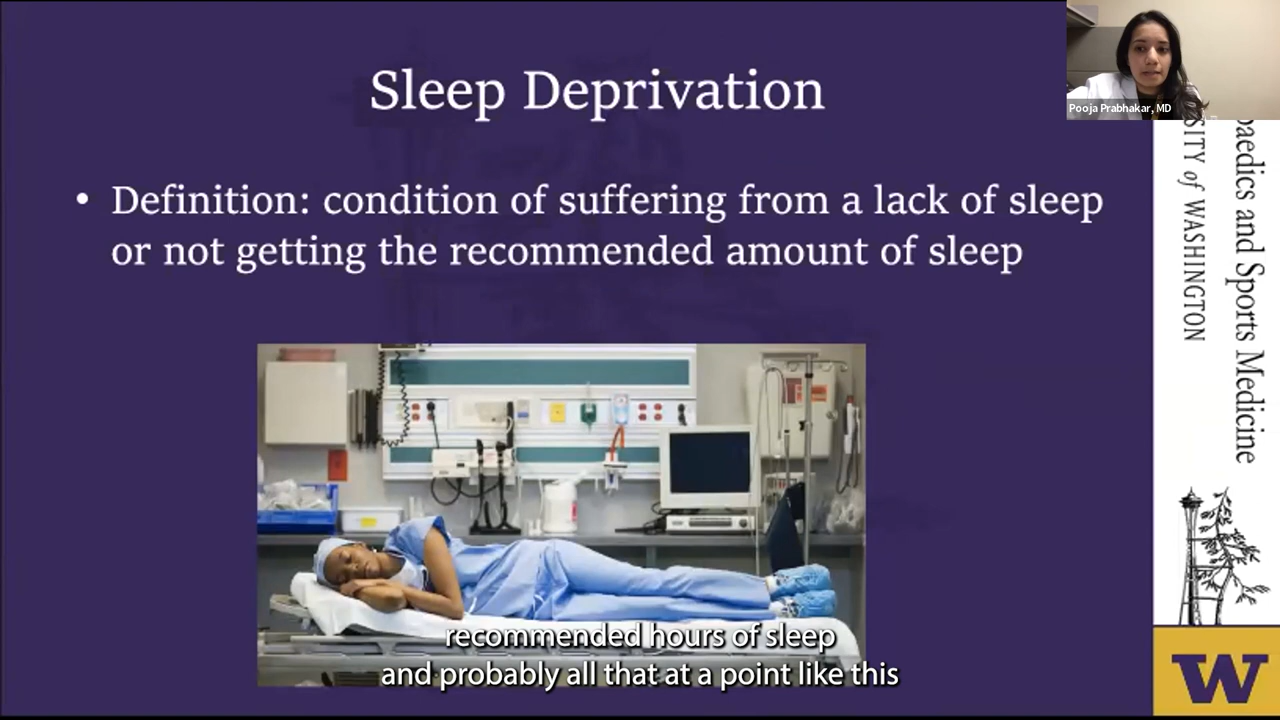 Sleep Deprivation
• Definition: condition of suffering from a lack of sleep
or not getting the recommended amount of sleep
Pooja Prabhakar, MD
paedics and Sports Medicine
SITY of WASHINGTON
recommended hours of sleep
and probably all that at a point like this
W